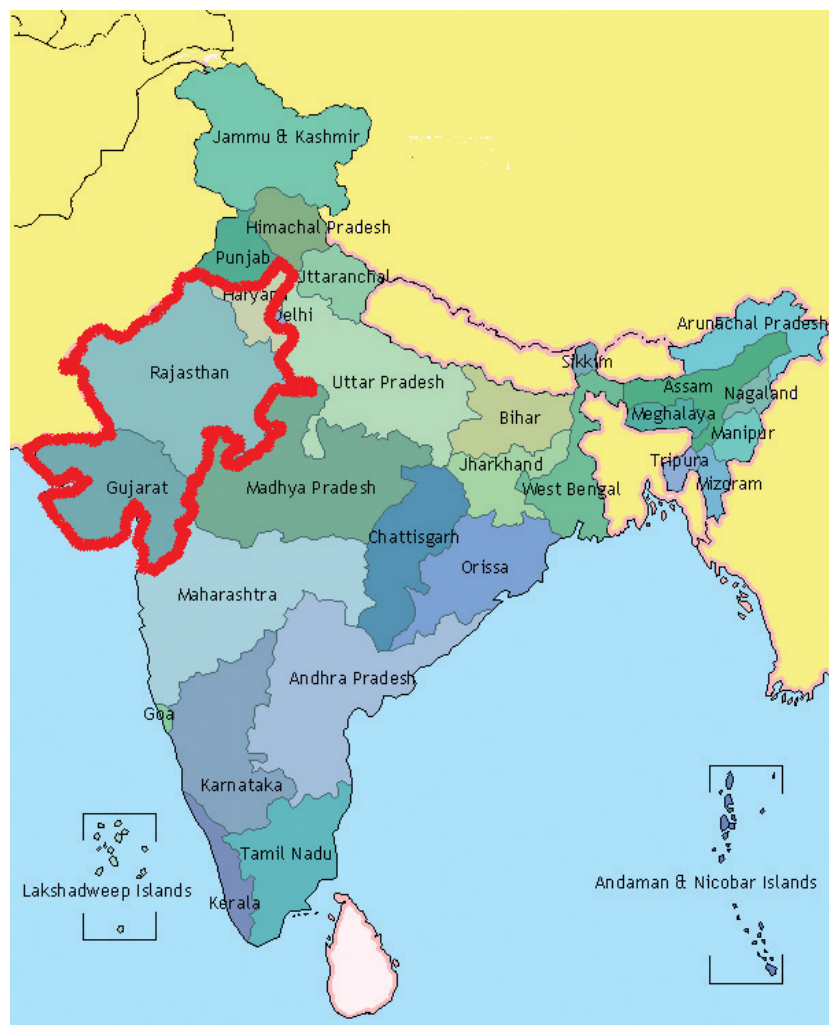 Jammu & Kashmir
Himachal Pradesh
Punjab
Uttaranchal
Haryana
Delhi
Arunachal Pradesh
Sikkim
Rajasthan
Uttar Pradesh
Assam
Nagaland
Bihar
Meghalaya
Manipur
Jharkhand
Tripura
Gujarat
Madhya Pradesh
West Bengal
Mizoram
Chattisgarh
Orissa
Maharashtra
Andhra Pradesh
Goa
Karnataka
Tamil Nadu
Lakshadweep Islands
Andaman & Nicobar Islands
Kerala